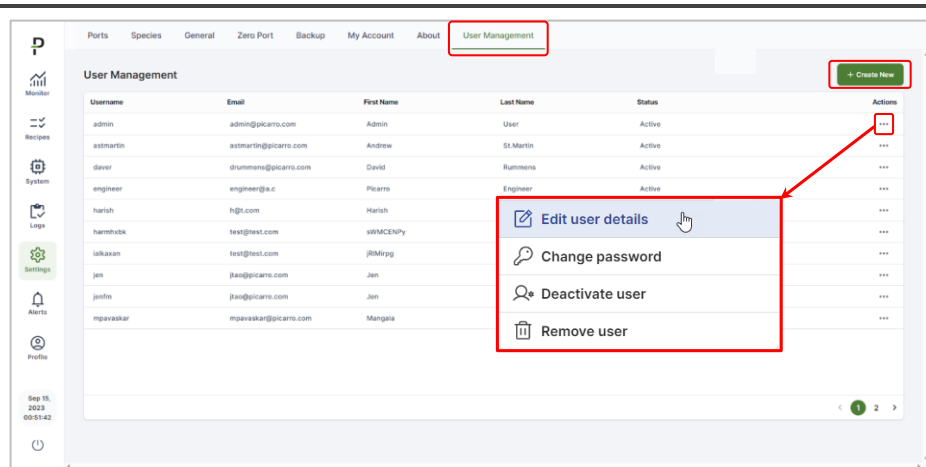 Ports Species General Zero Port Backup My Account About User Management
User Management
+ Create New
Username Email First Name Last Name Status Actions
admin admin@picarro.com Admin User Active ...
astmartin astmartin@picarro.com Andrew St.Martin Active ...
daver drummens@picarro.com David Rummens Active ...
engineer engineer@a.c Picarro Engineer Active ...
harish h@t.com Harish ...
harmhxbk test@test.com sWMCENPy ...
ialkaxan test@test.com jRlMirpg ...
jen jtao@picarro.com Jen ...
jenfm jtao@picarro.com Jen ...
mpavaskar mpavaskar@picarro.com Mangala ...
Edit user details
Change password
Deactivate user
Remove user
< 1 2 >
Monitor
Recipes
System
Logs
Settings
Alerts
Profile
Sep 15,
2023
00:51:42